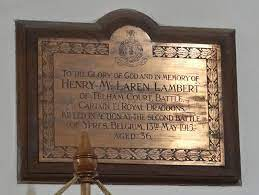 TO THE GLORY OF GOD AND IN MEMORY OF
HENRY MCLAREN LAMBERT
OF TELHAM COURT, BATTLE,
CAPTAIN ROYAL DRAGOONS,
KILLED IN ACTION AT THE SECOND BATTLE
OF YPRES, BELGIUM, 13TH MAY 1915.
AGED 36.